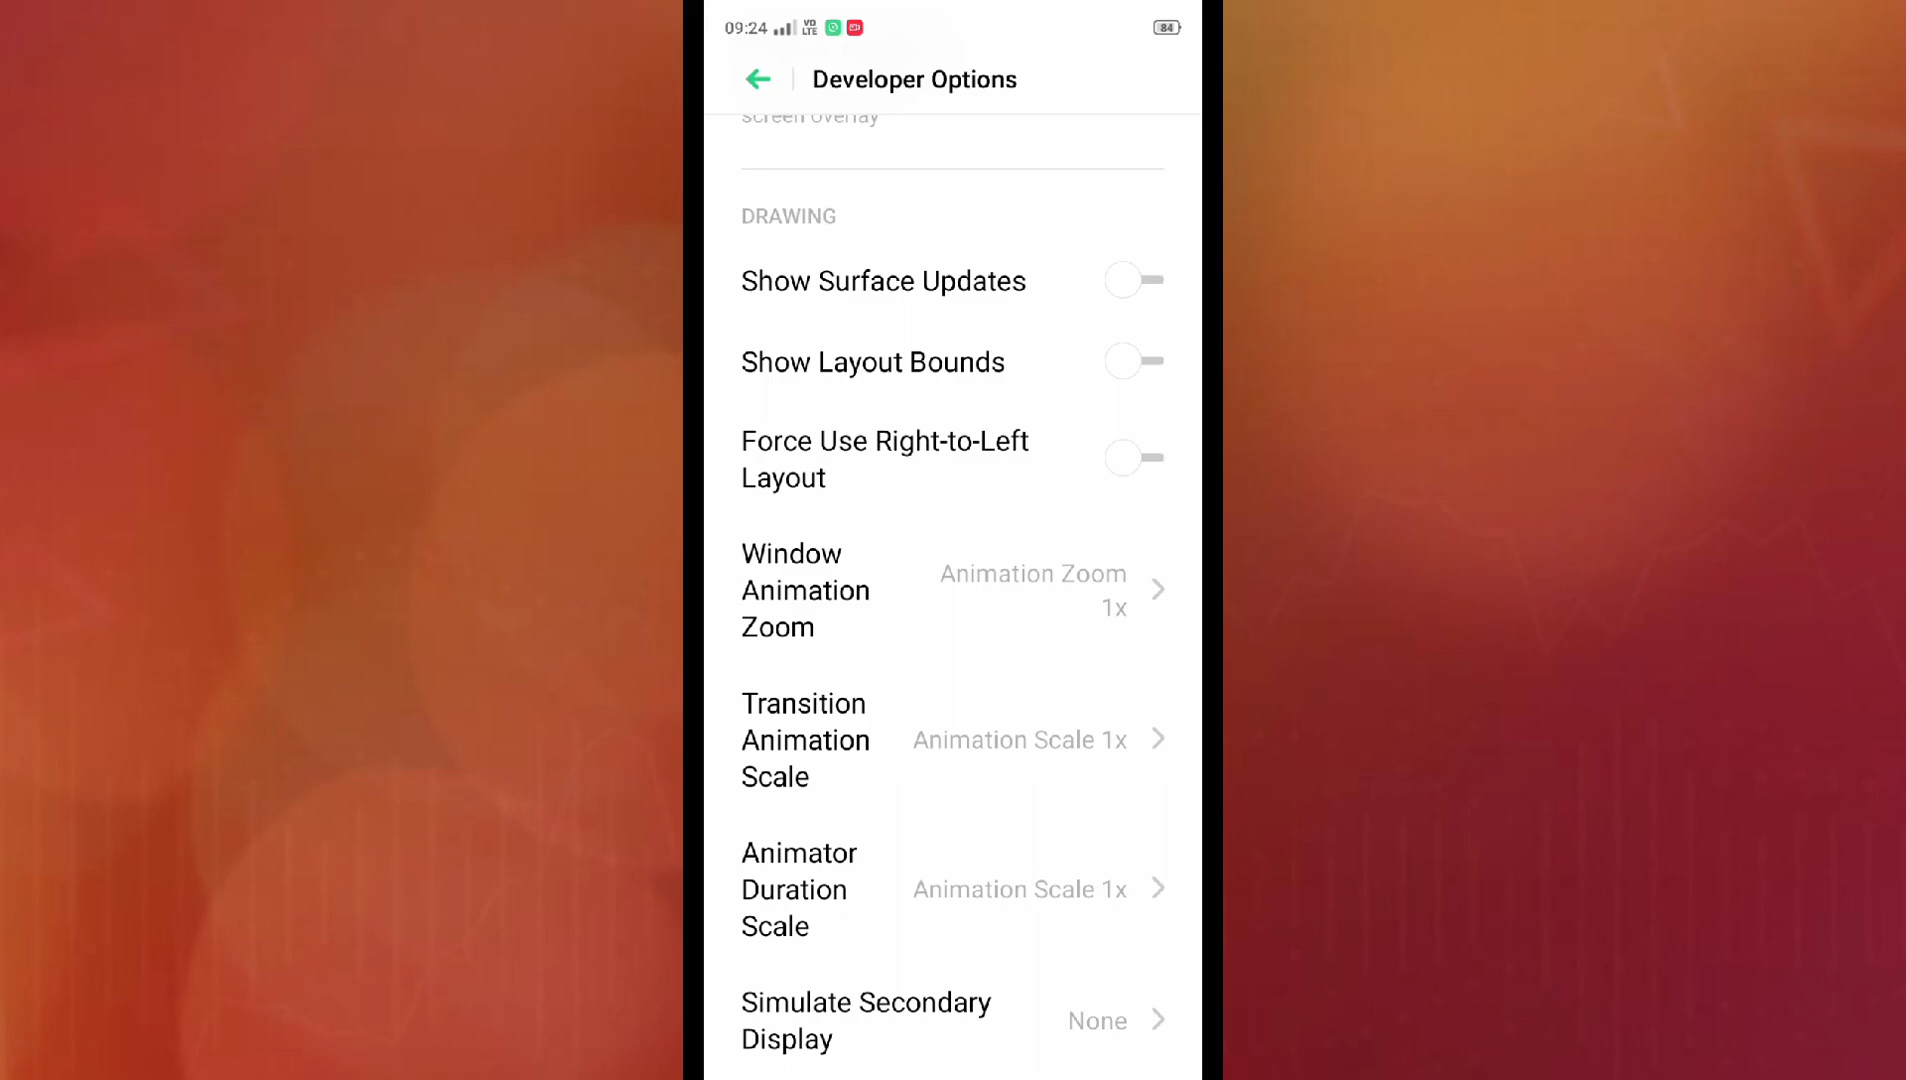 09:24 VO LTE 84
Developer Options
screen overlay
DRAWING
Show Surface Updates
Show Layout Bounds
Force Use Right-to-Left
Layout
Window
Animation
Zoom
Animation Zoom
1x
Transition
Animation
Scale
Animation Scale 1x
Animator
Duration
Scale
Animation Scale 1x
Simulate Secondary
Display
None